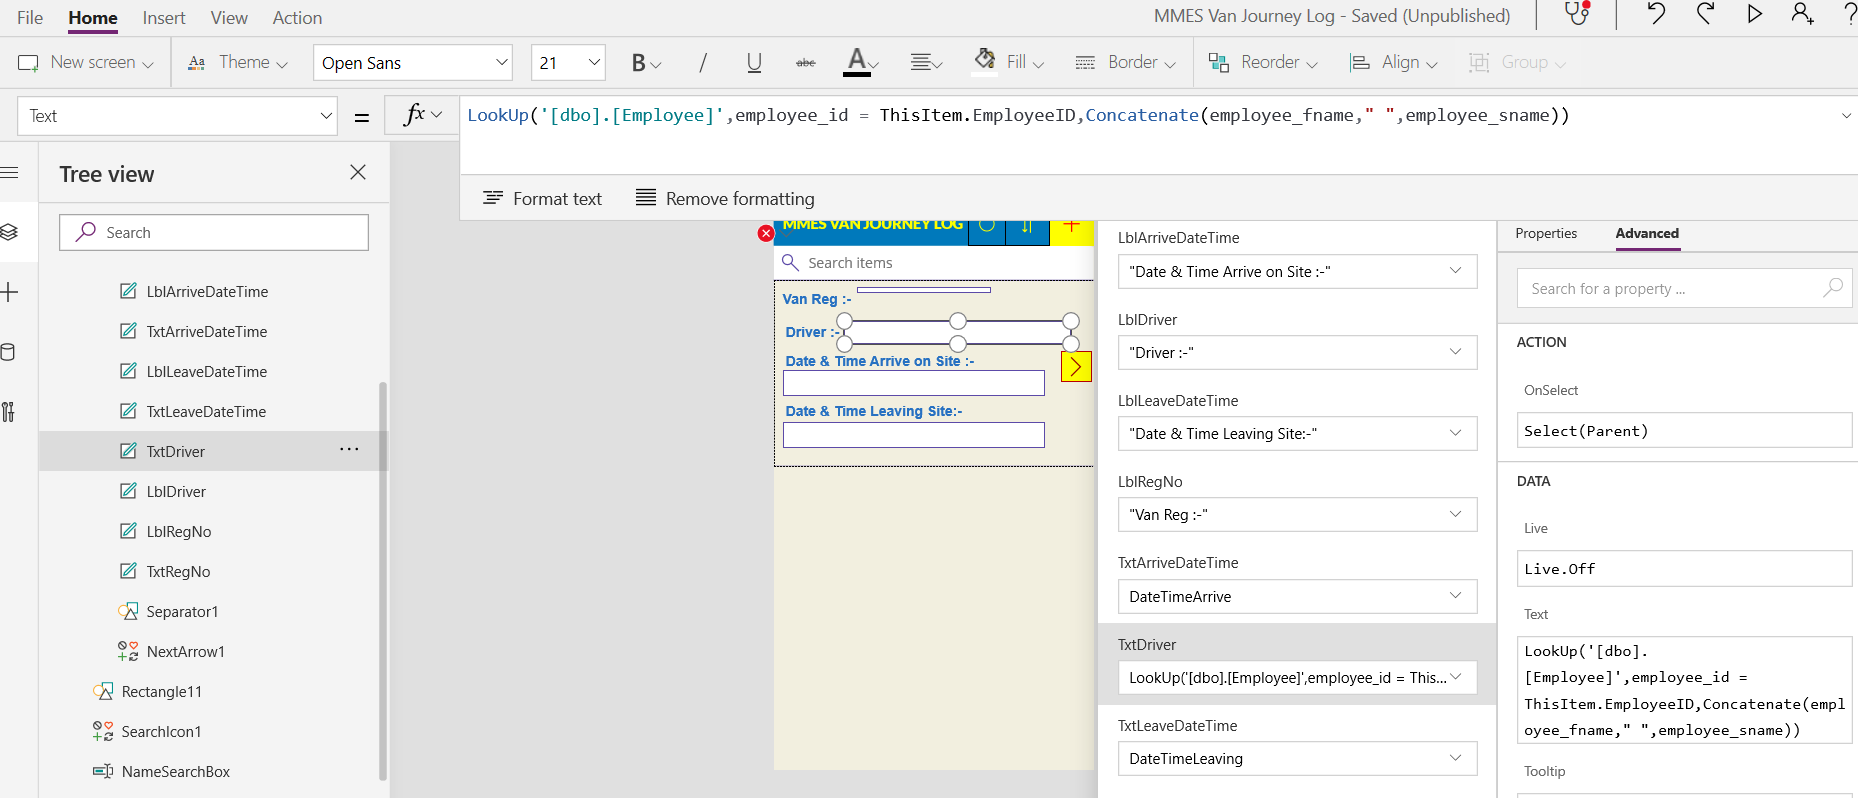 File Home Insert View Action MMES Van Journey Log - Saved (Unpublished) ?
New screen Aa Theme Open Sans 21 B / U abc A Fill Border Reorder Align Group
Text = fx LookUp('[dbo].[Employee]',employee_id = ThisItem.EmployeeID,Concatenate(employee_fname," ",employee_sname))
Format text Remove formatting
Tree view
Search
LblArriveDateTime
TxtArriveDateTime
LblLeaveDateTime
TxtLeaveDateTime
TxtDriver ...
LblDriver
LblRegNo
TxtRegNo
Separator1
NextArrow1
Rectangle11
SearchIcon1
NameSearchBox
MMES VAN JOURNEY LOG
Search items
Van Reg :-
Driver :-
Date & Time Arrive on Site :-
Date & Time Leaving Site:-
LblArriveDateTime
"Date & Time Arrive on Site :-"
LblDriver
"Driver :-"
LblLeaveDateTime
"Date & Time Leaving Site:-"
LblRegNo
"Van Reg :-"
TxtArriveDateTime
DateTimeArrive
TxtDriver
LookUp('[dbo].[Employee]',employee_id = This...
TxtLeaveDateTime
DateTimeLeaving
Properties Advanced
Search for a property ...
ACTION
OnSelect
Select(Parent)
DATA
Live
Live.Off
Text
LookUp('[dbo].
[Employee]',employee_id =
ThisItem.EmployeeID,Concatenate(empl
oyee_fname," ",employee_sname))
Tooltip